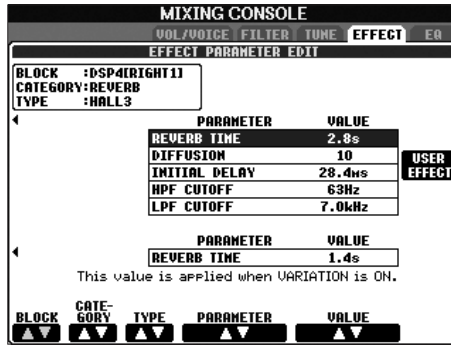 MIXING CONSOLE
VOL/VOICE FILTER TUNE EFFECT EQ
EFFECT PARAMETER EDIT
BLOCK :DSP4[RIGHT1]
CATEGORY:REVERB
TYPE :HALL3
PARAMETER VALUE
REVERB TIME 2.8s
DIFFUSION 10
INITIAL DELAY 28.4ms
HPF CUTOFF 63Hz
LPF CUTOFF 7.0kHz
USER
EFFECT
PARAMETER VALUE
REVERB TIME 1.4s
This value is applied when VARIATION is ON.
BLOCK CATE-
GORY TYPE PARAMETER VALUE